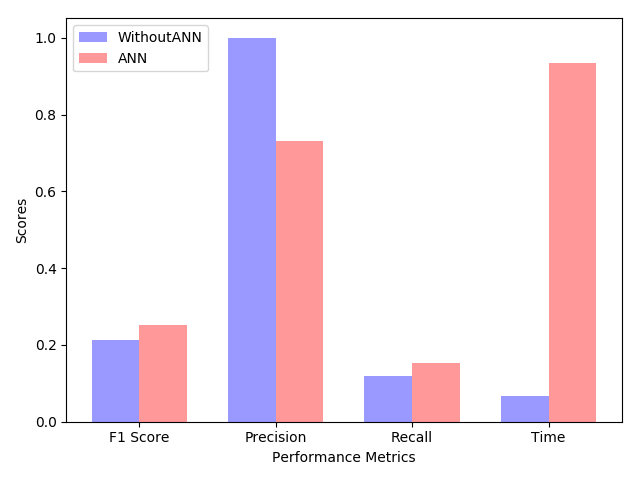 WithoutANN
ANN
1.0
0.8
0.6
0.4
0.2
0.0
Scores
F1 Score Precision Recall Time
Performance Metrics